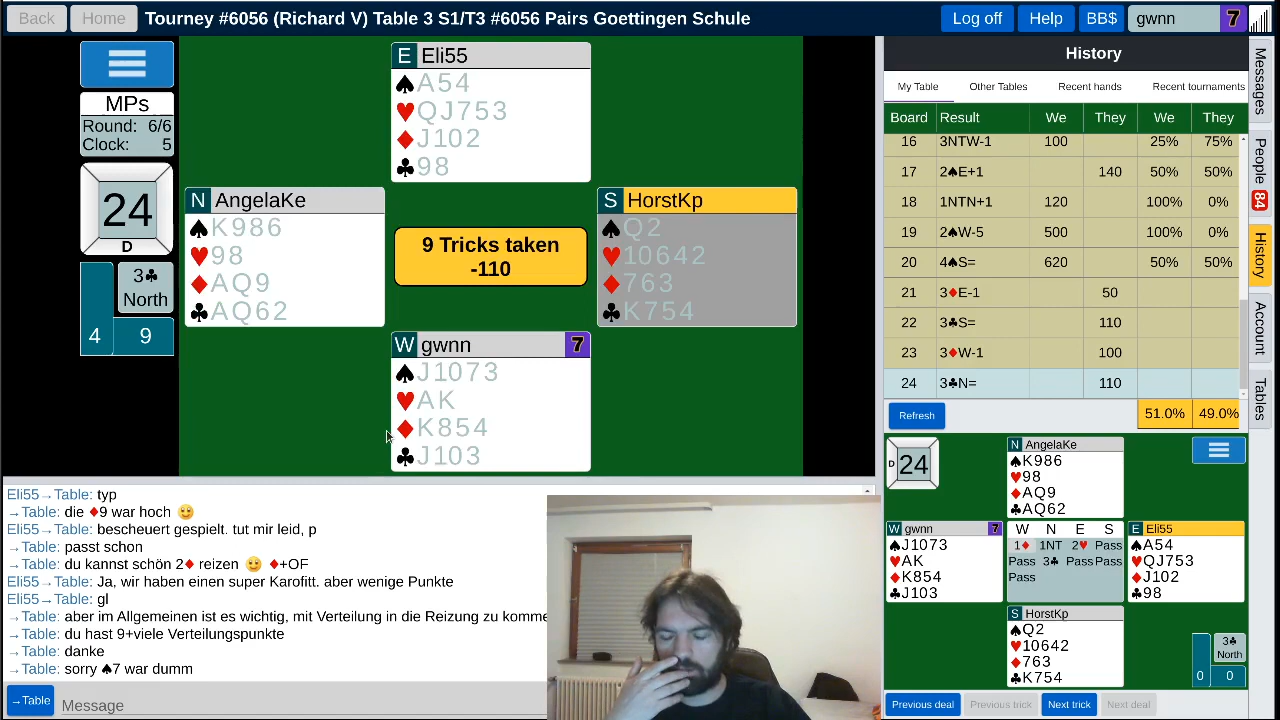 Back Home Tourney #6056 (Richard V) Table 3 S1/T3 #6056 Pairs Goettingen Schule Log off Help BB$ gwnn 7
MPs
Round: 6/6
Clock: 5
24
D
3♣
North
4 9
E Eli55
♠A54
♥QJ753
♦J102
♣98
N AngelaKe
♠K986
♥98
♦AQ9
♣AQ62
9 Tricks taken
-110
S HorstKp
♠Q2
♥10642
♦763
♣K754
W gwnn 7
♠J1073
♥AK
♦K854
♣J103
Eli55→Table: typ
→Table: die ♦9 war hoch 😉
Eli55→Table: bescheuert gespielt. tut mir leid, p
→Table: passt schon
→Table: du kannst schön 2♦ reizen 😉 ♦+OF
Eli55→Table: Ja, wir haben einen super Karofitt. aber wenige Punkte
Eli55→Table: gl
→Table: aber im Allgemeinen ist es wichtig, mit Verteilung in die Reizung zu komme
→Table: du hast 9+viele Verteilungspunkte
→Table: danke
→Table: sorry ♠7 war dumm
→Table Message
History
My Table Other Tables Recent hands Recent tournaments
Board Result We They We They
16 3NTW-1 100 25% 75%
17 2♠E+1 140 50% 50%
18 1NTN+1 120 100% 0%
19 2♠W-5 500 100% 0%
20 4♠S= 620 50% 50%
21 3♦E-1 50
22 3♣S= 110
23 3♦W-1 100
24 3♣N= 110
Refresh 51.0% 49.0%
D 24
N AngelaKe
♠K986
♥98
♦AQ9
♣AQ62
W gwnn 7
♠J1073
♥AK
♦K854
♣J103
W N E S
1♦ 1NT 2♥ Pass
Pass 3♣ Pass Pass
Pass
E Eli55
♠A54
♥QJ753
♦J102
♣98
S HorstKp
♠Q2
♥10642
♦763
♣K754
3♣
North
0 0
Previous deal Previous trick Next trick Next deal
Messages
People 84
History
Account
Tables